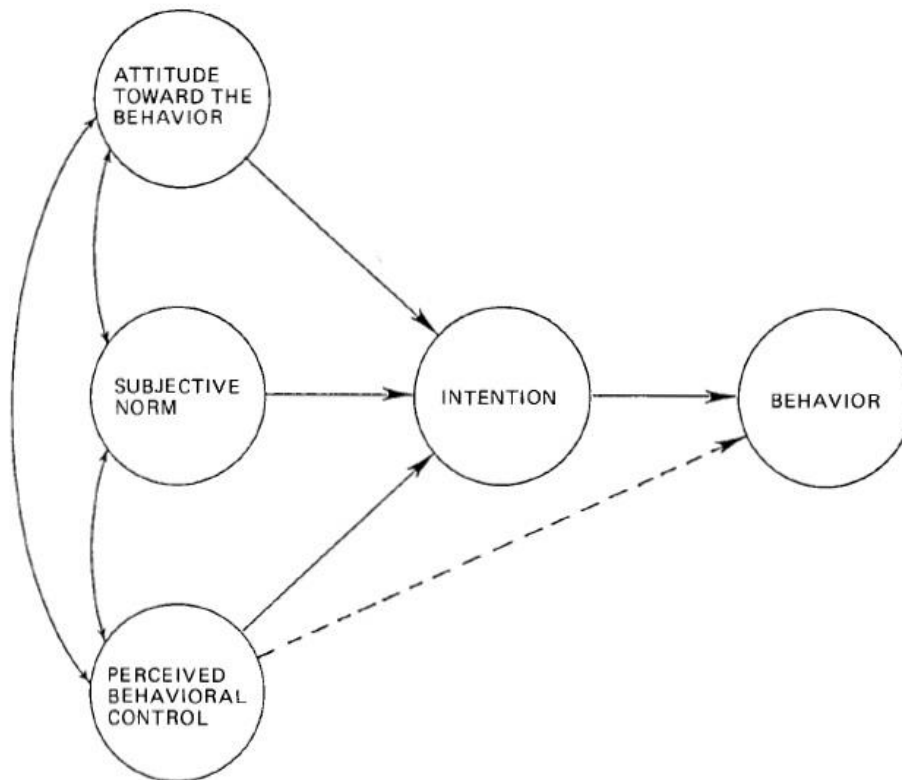 ATTITUDE
TOWARD THE
BEHAVIOR
SUBJECTIVE
NORM
INTENTION
BEHAVIOR
PERCEIVED
BEHAVIORAL
CONTROL